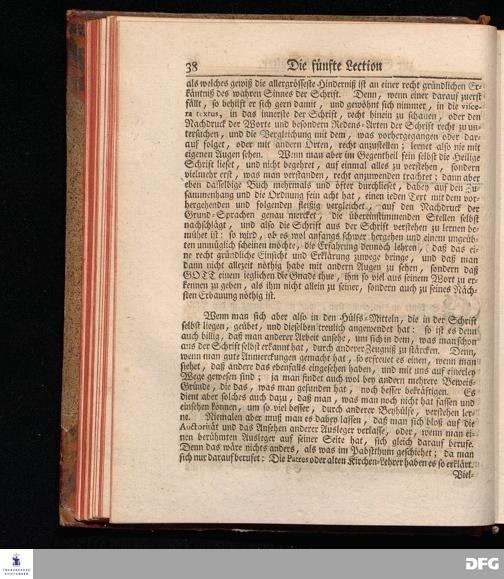 38 Die fünfte Lection
als welches gewiß die allergrösseste Hinderniß ist an einer recht gründlichen Er-
käntniß des wahren Sinnes der Schrift. Denn, wenn einer darauf zuerst
fällt, so behilft er sich gern damit, und gewöhnt sich nimmer, in die visce-
ra textus, in das innerste der Schrift, recht hinein zu schauen, oder den
Nachdruck der Worte und besondern Redens-Arten der Schrift recht zu un-
tersuchen, und die Vergleichung mit dem, was vorhergegangen oder dar-
auf folget, oder mit andern Orten, recht anzustellen; lernet also nie mit
eigenen Augen sehen. Wenn man aber im Gegentheil fein selbst die Heilige
Schrift lieset, und nicht begehret, auf einmal alles zu verstehen, sondern
vielmehr erst, was man verstanden, recht anzuwenden trachtet; dann aber
eben dasselbige Buch mehrmals und öfter durchlieset, dabey auf den Zu-
sammenhang und die Ordnung fein acht hat, einen jeden Text mit dem vor-
hergehenden und folgenden fleißig vergleichet, auf den Nachdruck der
Grund-Sprachen genau mercket, die übereinstimmenden Stellen selbst
nachschlägt, und also die Schrift aus der Schrift verstehen zu lernen be-
mühet ist: so wird, ob es wol anfangs schwer hergehen und einem ungeüb-
ten unmüglich scheinen möchte, die Erfahrung dennoch lehren, daß das ei-
ne recht gründliche Einsicht und Erklärung zuwege bringe, und daß man
dann nicht allezeit nöthig habe mit andern Augen zu sehen, sondern daß
GOTT einem jeglichen die Gnade thue, ihm so viel aus seinem Wort zu er-
kennen zu geben, als ihm nicht allein zu seiner, sondern auch zu seines Näch-
sten Erbauung nöthig ist.
Wenn man sich aber also in den Hülfs-Mitteln, die in der Schrift
selbst liegen, geübet, und dieselben treulich angewendet hat: so ist es denn
auch billig, daß man anderer Arbeit ansehe, um sich in dem, was man schon
aus der Schrift selbst erkannt hat, durch anderer Zeugniß zu stärcken. Denn,
wenn man gute Anmerckungen gemacht hat, so erfreuet es einen, wenn man
siehet, daß andere das ebenfalls eingesehen haben, und mit uns auf einerley
Wege gewesen sind; ja man findet auch wol bey andern mehrere Beweis-
Gründe, die das, was man gefunden hat, noch besser bekräftigen. Es
dient aber solches auch dazu, daß man, was man noch nicht hat fassen und
einsehen können, um so viel besser, durch anderer Beyhülfe, verstehen ler-
ne. Niemalen aber muß man es dahey lassen, daß man sich bloß auf die
Auctorität und das Ansehen anderer Ausleger verlasse, oder, wenn man ei-
nen berühmten Ausleger auf seiner Seite hat, sich gleich darauf berufe.
Denn das wäre nichts anders, als was im Pabstthum geschiehet; da man
sich nur darauf berufet: Die Patres oder alten Kirchen-Lehrer haben es so erklärt.
Viel-
FRANCKESCHE
STIFTUNGEN
DFG